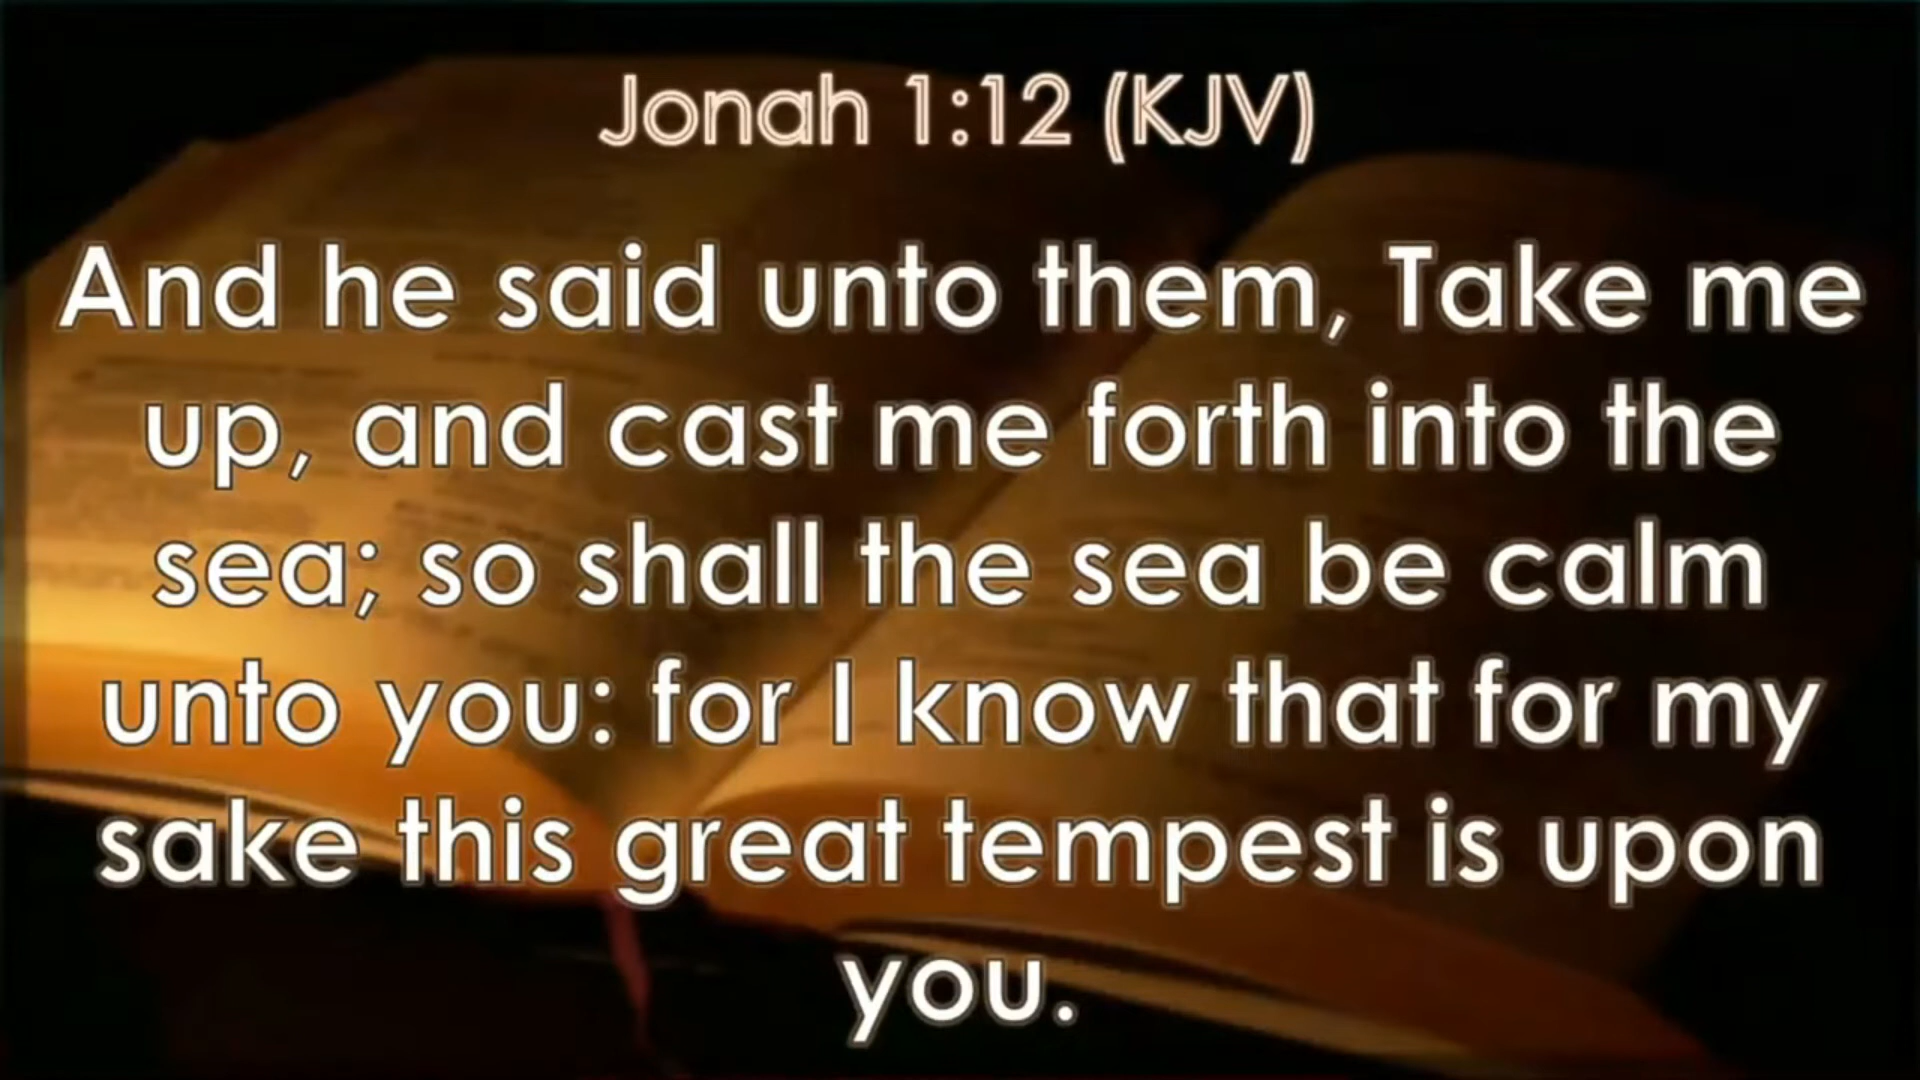 Jonah 1:12 (KJV)
And he said unto them, Take me
up, and cast me forth into the
sea; so shall the sea be calm
unto you: for I know that for my
sake this great tempest is upon
you.